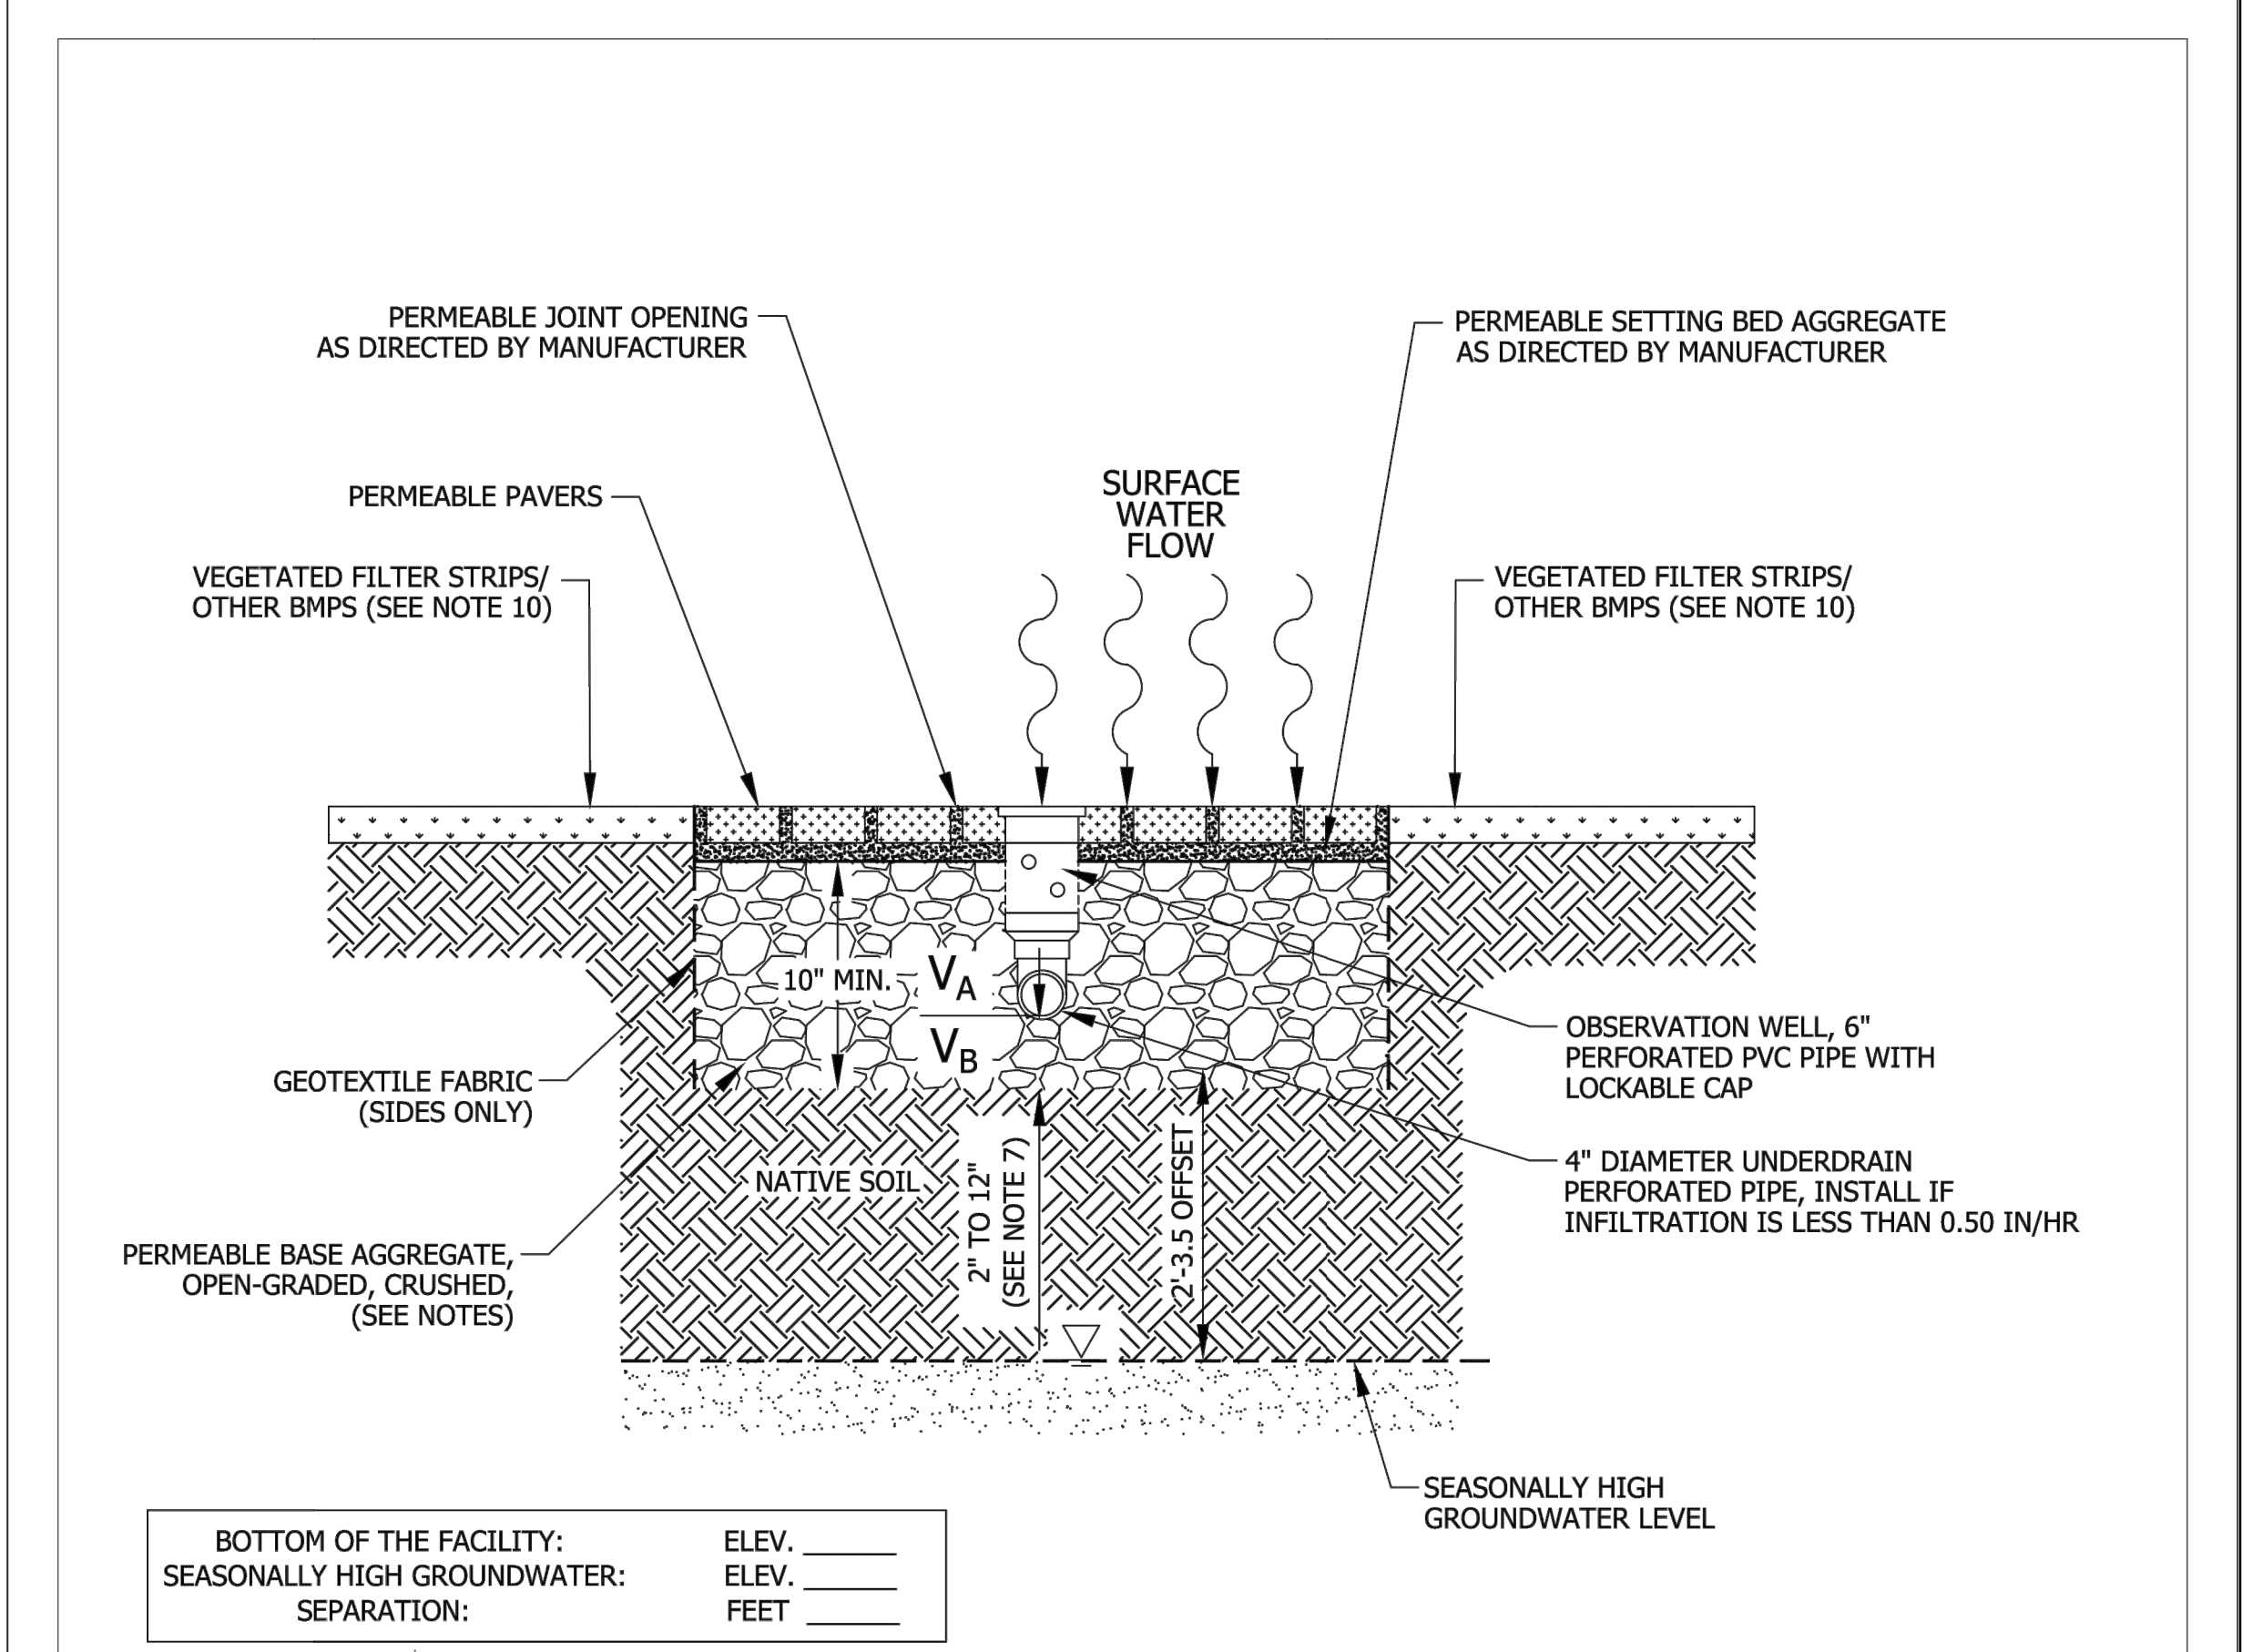 PERMEABLE JOINT OPENING
AS DIRECTED BY MANUFACTURER
PERMEABLE SETTING BED AGGREGATE
AS DIRECTED BY MANUFACTURER
PERMEABLE PAVERS
SURFACE
WATER
FLOW
VEGETATED FILTER STRIPS/
OTHER BMPS (SEE NOTE 10)
VEGETATED FILTER STRIPS/
OTHER BMPS (SEE NOTE 10)
10" MIN.
VA
VB
OBSERVATION WELL, 6"
PERFORATED PVC PIPE WITH
LOCKABLE CAP
GEOTEXTILE FABRIC
(SIDES ONLY)
4" DIAMETER UNDERDRAIN
PERFORATED PIPE, INSTALL IF
INFILTRATION IS LESS THAN 0.50 IN/HR
NATIVE SOIL
2" TO 12"
(SEE NOTE 7)
2'-3.5 OFFSET
PERMEABLE BASE AGGREGATE,
OPEN-GRADED, CRUSHED,
(SEE NOTES)
SEASONALLY HIGH
GROUNDWATER LEVEL
BOTTOM OF THE FACILITY: ELEV. ________
SEASONALLY HIGH GROUNDWATER: ELEV. ________
SEPARATION: FEET ________